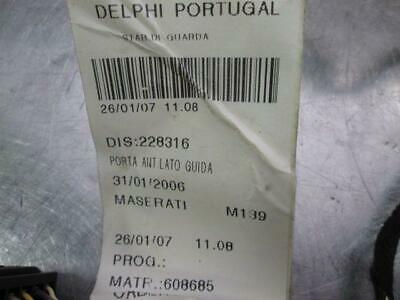 DELPHI PORTUGAL
STAB.DI GUARDA
26/01/07 11.08
DIS:228316
PORTA ANT.LATO GUIDA
31/01/2006
MASERATI M139
26/01/07 11.08
PROG.:
MATR.:608685